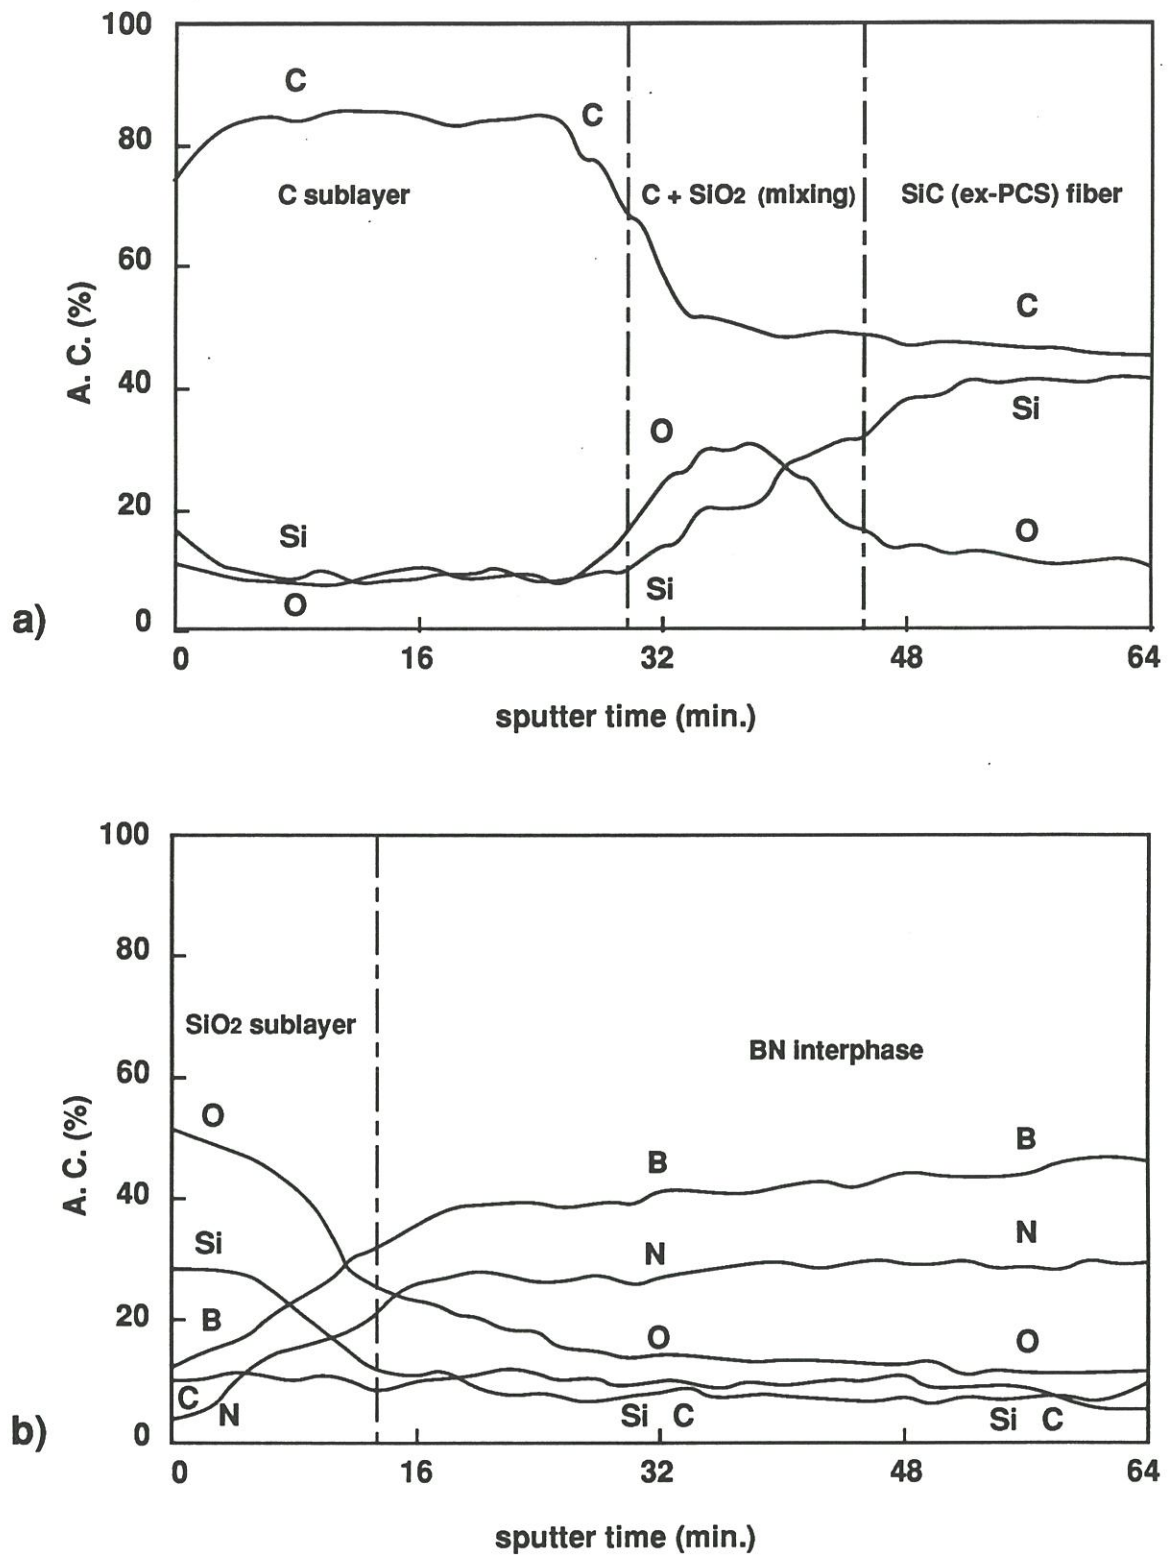 100
C
C
80
C sublayer
C + SiO2 (mixing)
SiC (ex-PCS) fiber
60
C
A. C. (%)
40
Si
O
20
Si
O
Si
O
a)
0
0 16 32 48 64
sputter time (min.)
100
80
SiO2 sublayer
BN interphase
60
O
B
B
A. C. (%)
40
Si
N
N
B
20
O
O
C
N
Si C
Si C
b)
0
0 16 32 48 64
sputter time (min.)